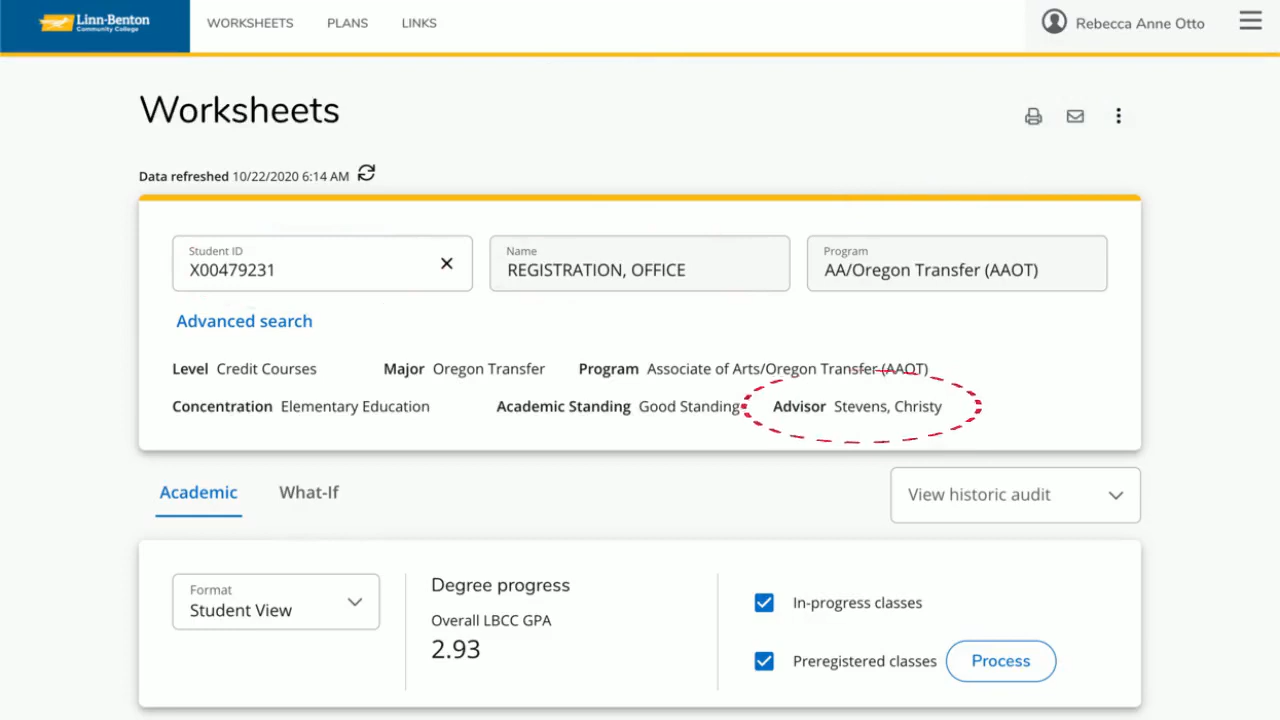 Linn-Benton
Community College
WORKSHEETS PLANS LINKS
Rebecca Anne Otto
Worksheets
Data refreshed 10/22/2020 6:14 AM
Student ID
X00479231
Name
REGISTRATION, OFFICE
Program
AA/Oregon Transfer (AAOT)
Advanced search
Level Credit Courses Major Oregon Transfer Program Associate of Arts/Oregon Transfer (AAOT)
Concentration Elementary Education Academic Standing Good Standing Advisor Stevens, Christy
Academic What-If
View historic audit
Format
Student View
Degree progress
Overall LBCC GPA
2.93
In-progress classes
Preregistered classes Process